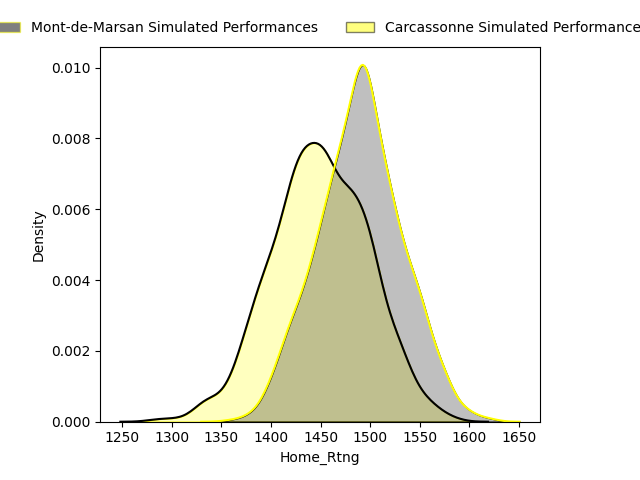 Mont-de-Marsan Simulated Performances Carcassonne Simulated Performance
0.010
0.008
0.006
0.004
0.002
0.000
Density
1250 1300 1350 1400 1450 1500 1550 1600 1650
Home_Rtng